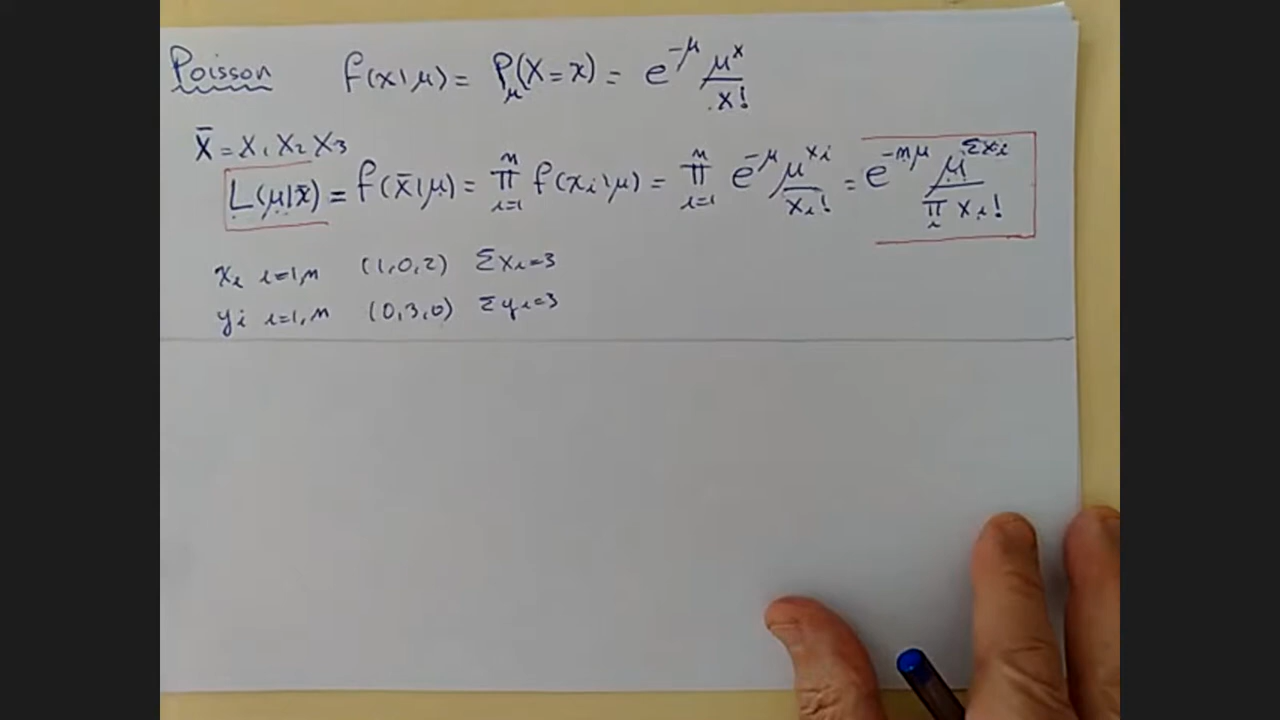 Poisson f(x|μ) = P_μ(X=x) = e^{-μ} μ^x / x!
X̄ = X₁ X₂ X₃
L(μ|x̄) = f(x̄|μ) = ∏_{i=1}^{n} f(xᵢ|μ) = ∏_{i=1}^{n} e^{-μ} μ^{xᵢ} / xᵢ! = e^{-nμ} μ^{Σxᵢ} / ∏_i xᵢ!
xᵢ i=1,n (1,0,2) Σxᵢ=3
yᵢ i=1,n (0,3,0) Σyᵢ=3